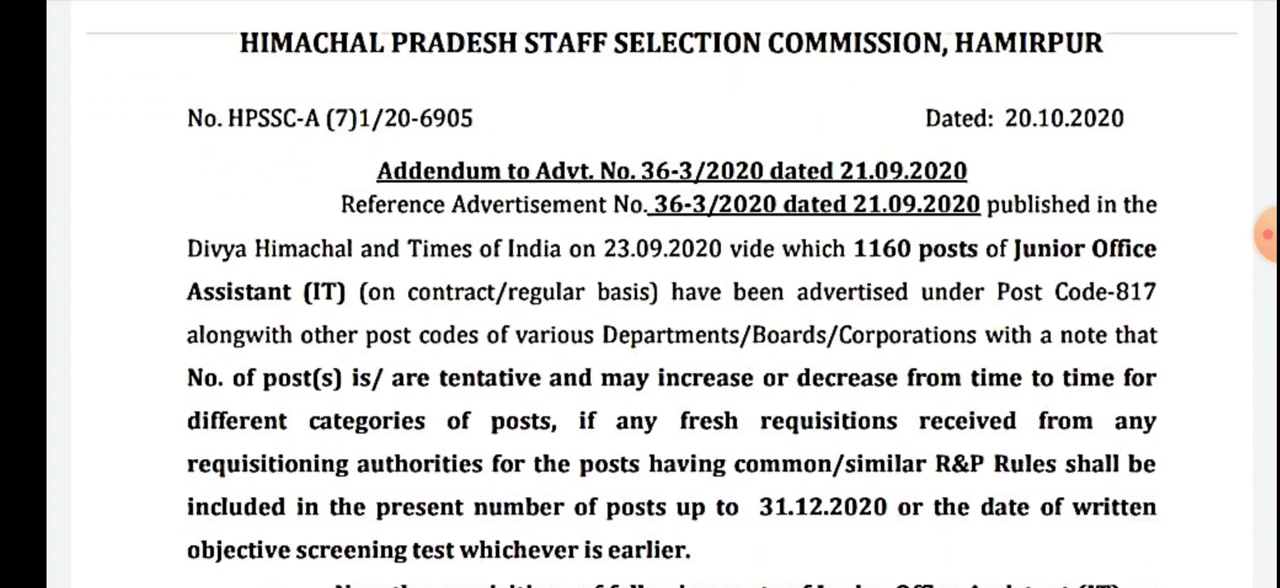 HIMACHAL PRADESH STAFF SELECTION COMMISSION, HAMIRPUR
No. HPSSC-A (7)1/20-6905 Dated: 20.10.2020
Addendum to Advt. No. 36-3/2020 dated 21.09.2020
Reference Advertisement No. 36-3/2020 dated 21.09.2020 published in the
Divya Himachal and Times of India on 23.09.2020 vide which 1160 posts of Junior Office
Assistant (IT) (on contract/regular basis) have been advertised under Post Code-817
alongwith other post codes of various Departments/Boards/Corporations with a note that
No. of post(s) is/ are tentative and may increase or decrease from time to time for
different categories of posts, if any fresh requisitions received from any
requisitioning authorities for the posts having common/similar R&P Rules shall be
included in the present number of posts up to 31.12.2020 or the date of written
objective screening test whichever is earlier.